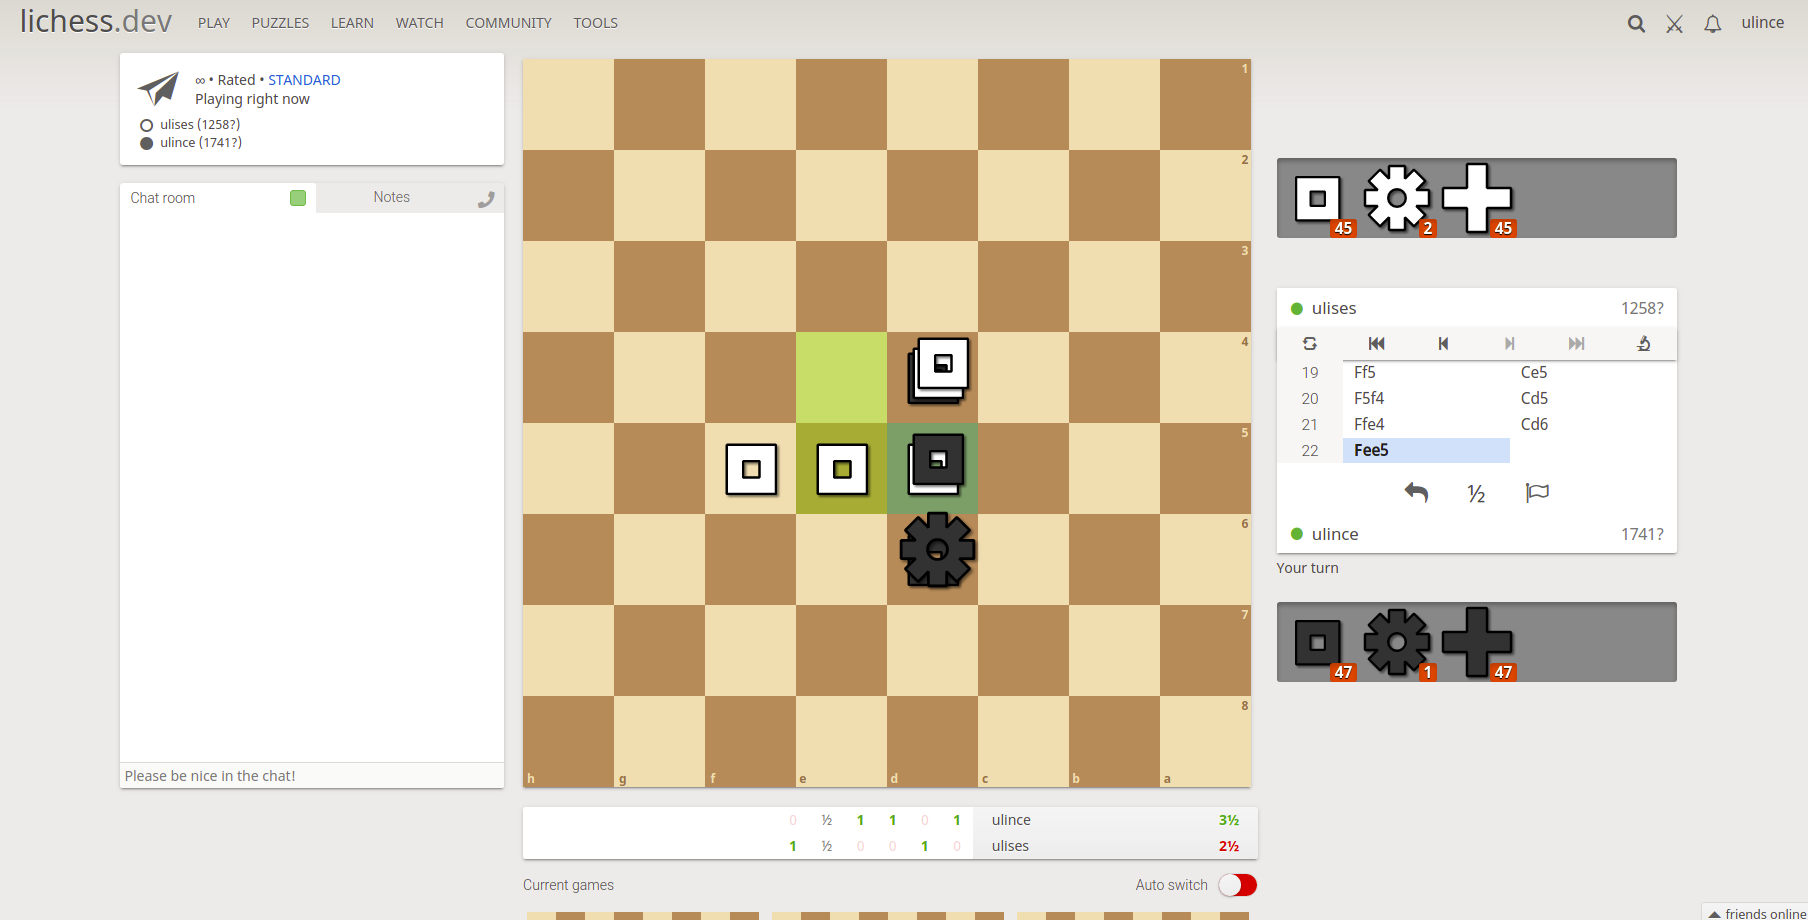 lichess.dev PLAY PUZZLES LEARN WATCH COMMUNITY TOOLS ulince
∞ • Rated • STANDARD
Playing right now
ulises (1258?)
ulince (1741?)
Chat room Notes
Please be nice in the chat!
1
2
3
4
5
6
7
8
h g f e d c b a
45 2 45
ulises 1258?
19 Ff5 Ce5
20 F5f4 Cd5
21 Ffe4 Cd6
22 Fee5
½
ulince 1741?
Your turn
47 1 47
0 ½ 1 1 0 1 ulince 3½
1 ½ 0 0 1 0 ulises 2½
Current games Auto switch
friends online